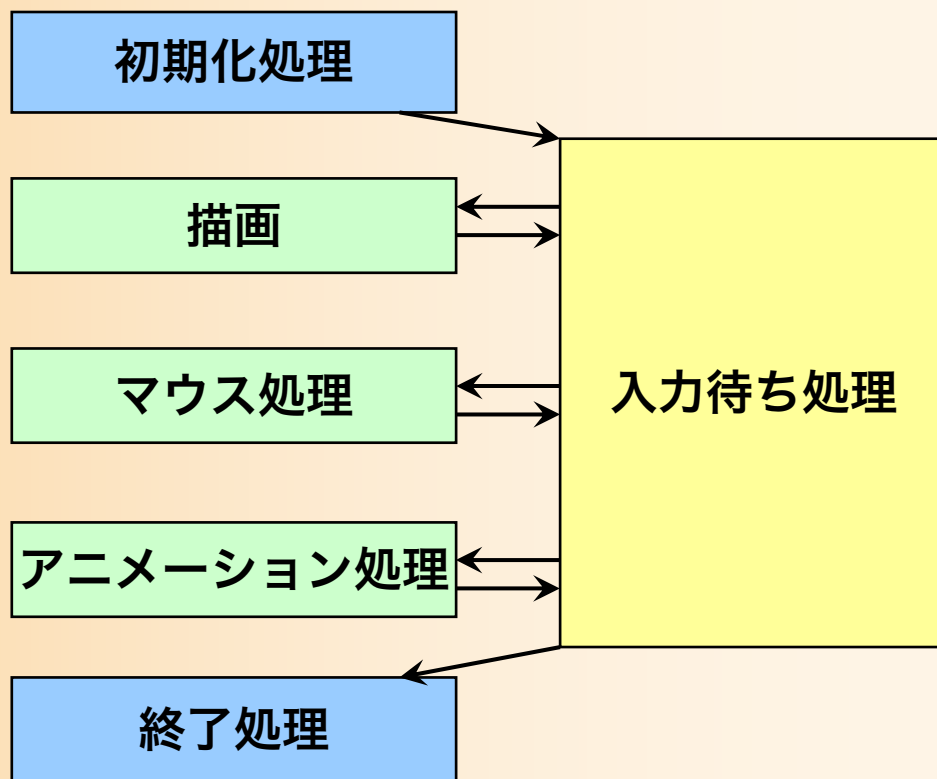 初期化処理
描画
マウス処理
入力待ち処理
アニメーション処理
終了処理